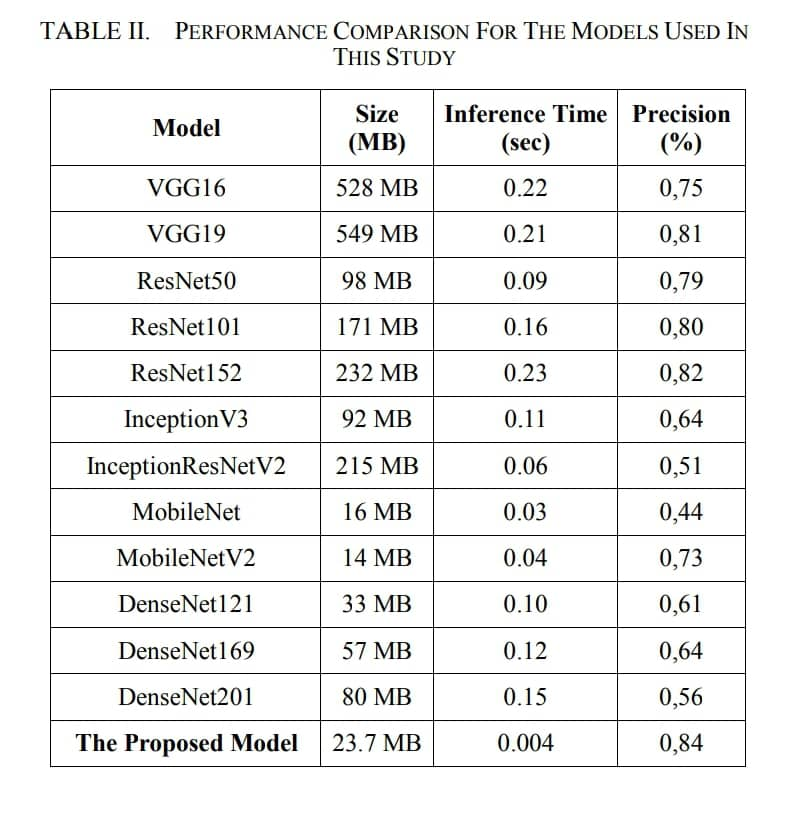 TABLE II. PERFORMANCE COMPARISON FOR THE MODELS USED IN
THIS STUDY
Model Size (MB) Inference Time (sec) Precision (%)
VGG16 528 MB 0.22 0,75
VGG19 549 MB 0.21 0,81
ResNet50 98 MB 0.09 0,79
ResNet101 171 MB 0.16 0,80
ResNet152 232 MB 0.23 0,82
InceptionV3 92 MB 0.11 0,64
InceptionResNetV2 215 MB 0.06 0,51
MobileNet 16 MB 0.03 0,44
MobileNetV2 14 MB 0.04 0,73
DenseNet121 33 MB 0.10 0,61
DenseNet169 57 MB 0.12 0,64
DenseNet201 80 MB 0.15 0,56
The Proposed Model 23.7 MB 0.004 0,84